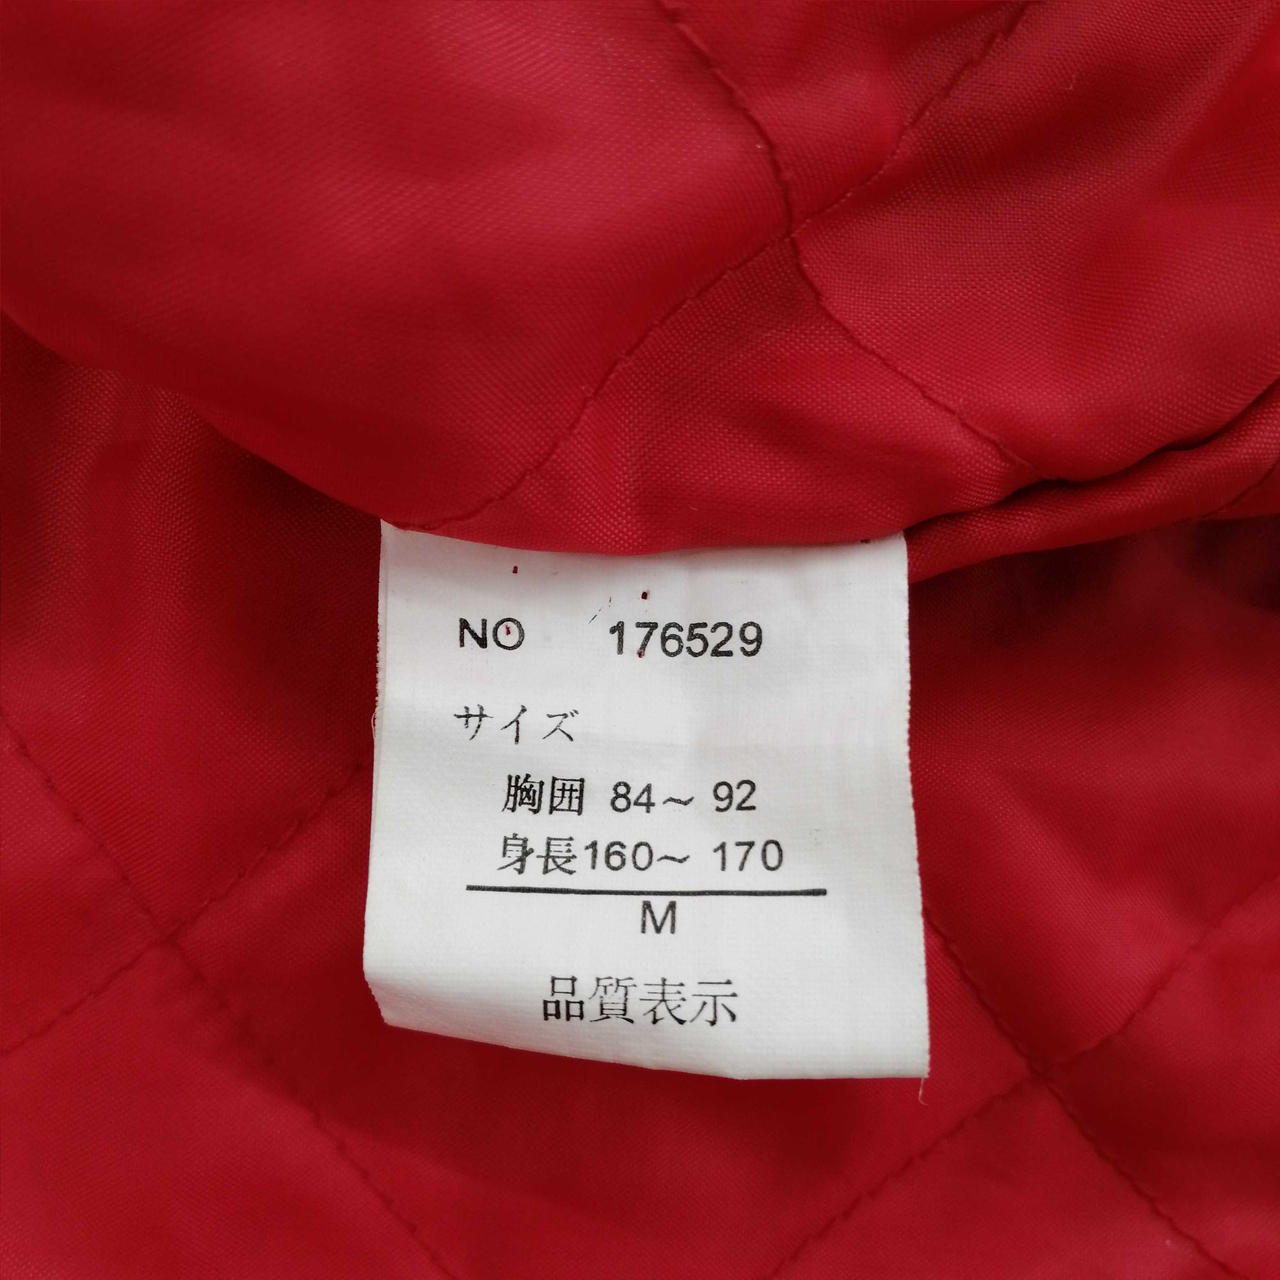 NO 176529
サイズ
胸囲 84～ 92
身長160～ 170
M
品質表示